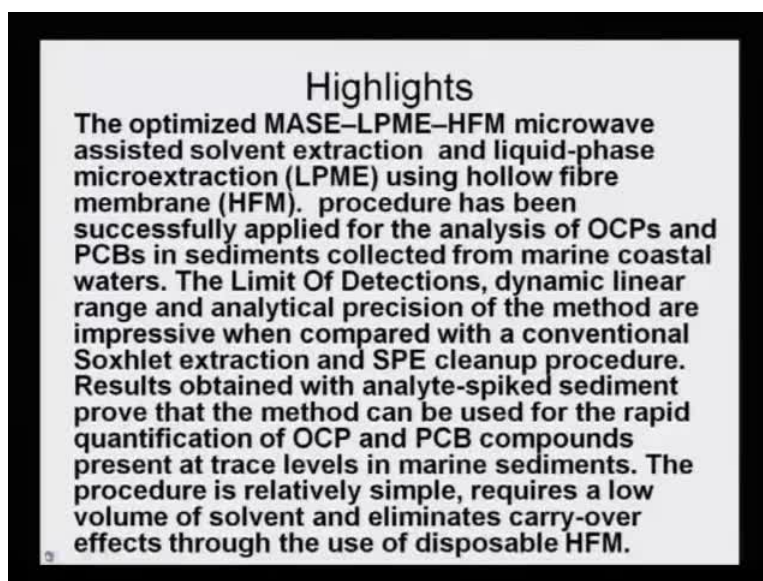 Highlights
The optimized MASE–LPME–HFM microwave
assisted solvent extraction and liquid-phase
microextraction (LPME) using hollow fibre
membrane (HFM). procedure has been
successfully applied for the analysis of OCPs and
PCBs in sediments collected from marine coastal
waters. The Limit Of Detections, dynamic linear
range and analytical precision of the method are
impressive when compared with a conventional
Soxhlet extraction and SPE cleanup procedure.
Results obtained with analyte-spiked sediment
prove that the method can be used for the rapid
quantification of OCP and PCB compounds
present at trace levels in marine sediments. The
procedure is relatively simple, requires a low
volume of solvent and eliminates carry-over
effects through the use of disposable HFM.